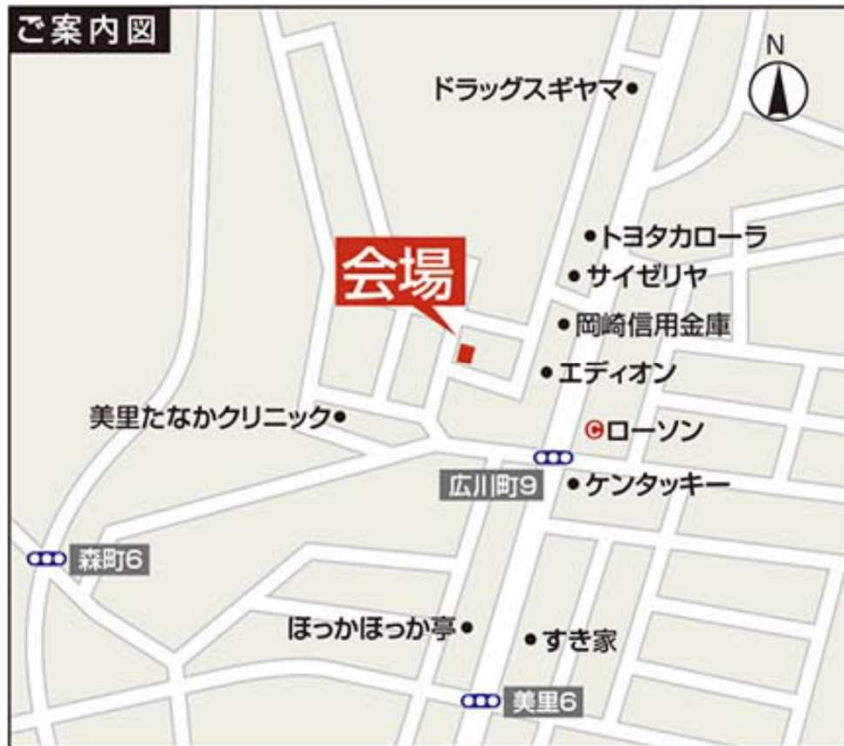 ご案内図
N
ドラッグスギヤマ
トヨタカローラ
サイゼリヤ
会場
岡崎信用金庫
エディオン
美里たなかクリニック
Ⓒローソン
広川町9
ケンタッキー
森町6
ほっかほっか亭
すき家
美里6